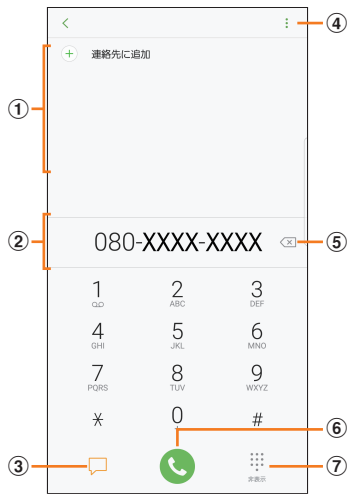 ④
連絡先に追加
①
②
080-XXXX-XXXX
⑤
1 2 3
ABC DEF
4 5 6
GHI JKL MNO
7 8 9
PQRS TUV WXYZ
* 0 #
⑥
③
⑦
非表示